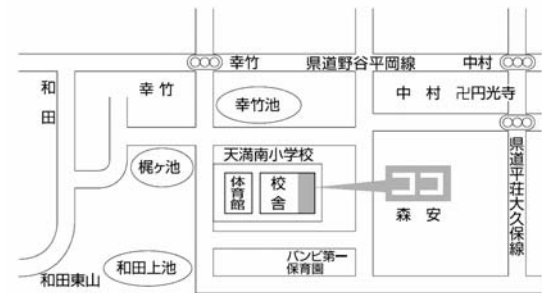 幸竹
県道野谷平岡線
中村
和田
幸竹
幸竹池
中村
卍円光寺
天満南小学校
梶ヶ池
体育館
校舎
ココ
森安
県道平荘大久保線
バンビ第一
保育園
和田上池
和田東山